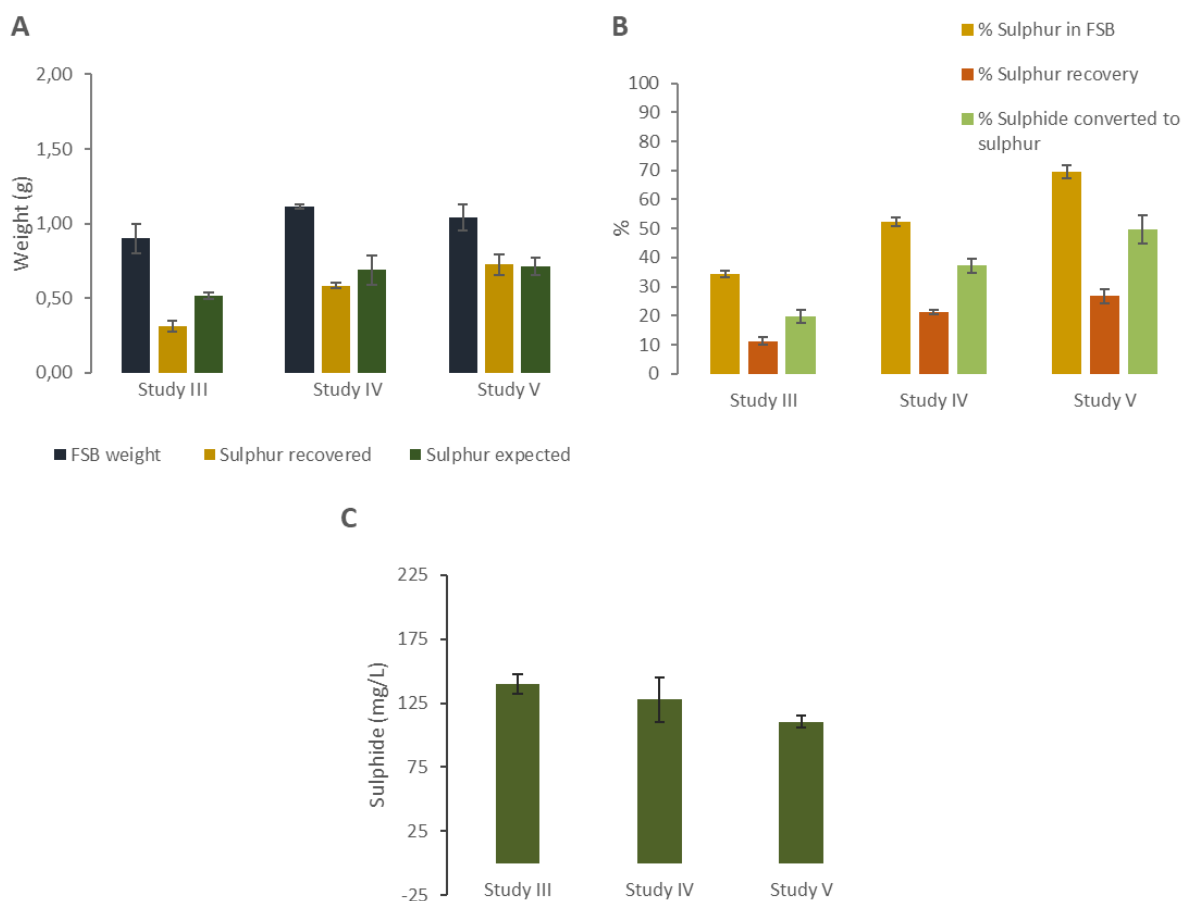 A
2,00
1,50
1,00
0,50
0,00
Weight (g)
Study III
Study IV
Study V
FSB weight
Sulphur recovered
Sulphur expected
B
% Sulphur in FSB
% Sulphur recovery
% Sulphide converted to
sulphur
100
90
80
70
60
50
40
30
20
10
0
%
Study III
Study IV
Study V
C
225
175
125
75
25
-25
Sulphide (mg/L)
Study III
Study IV
Study V